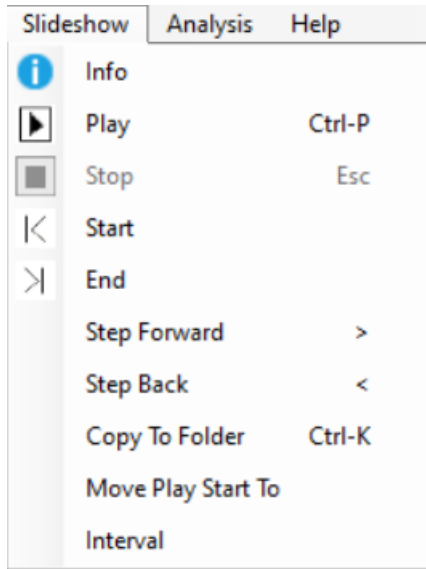 Slideshow Analysis Help
Info
Play Ctrl-P
Stop Esc
Start
End
Step Forward >
Step Back <
Copy To Folder Ctrl-K
Move Play Start To
Interval